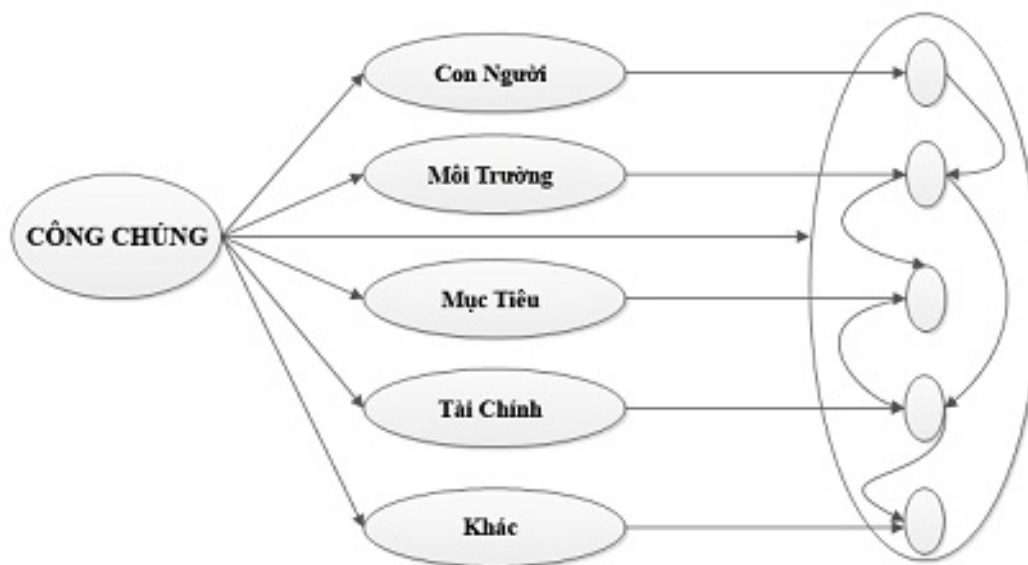 Con Người
Môi Trường
CÔNG CHÚNG
Mục Tiêu
Tài Chính
Khác